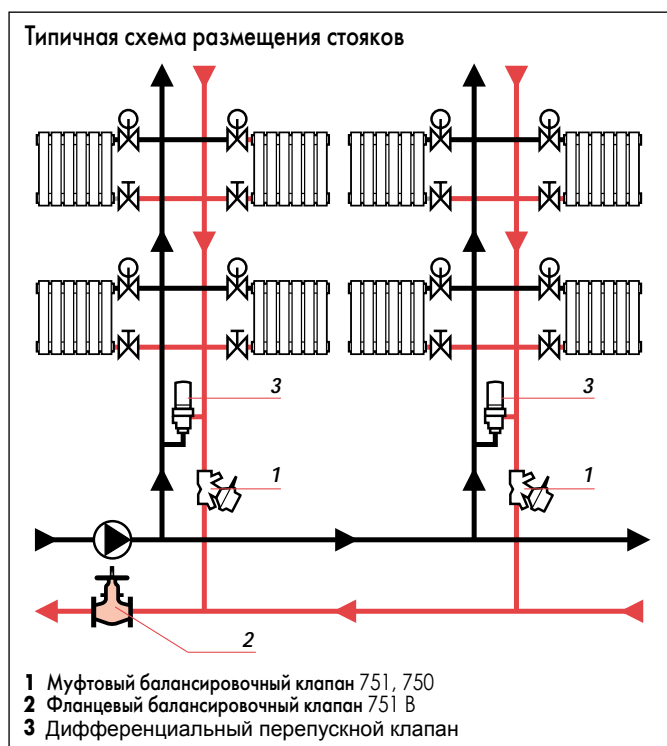 Типичная схема размещения стояков
3
3
1
1
2
1 Муфтовый балансировочный клапан 751, 750
2 Фланцевый балансировочный клапан 751 В
3 Дифференциальный перепускной клапан